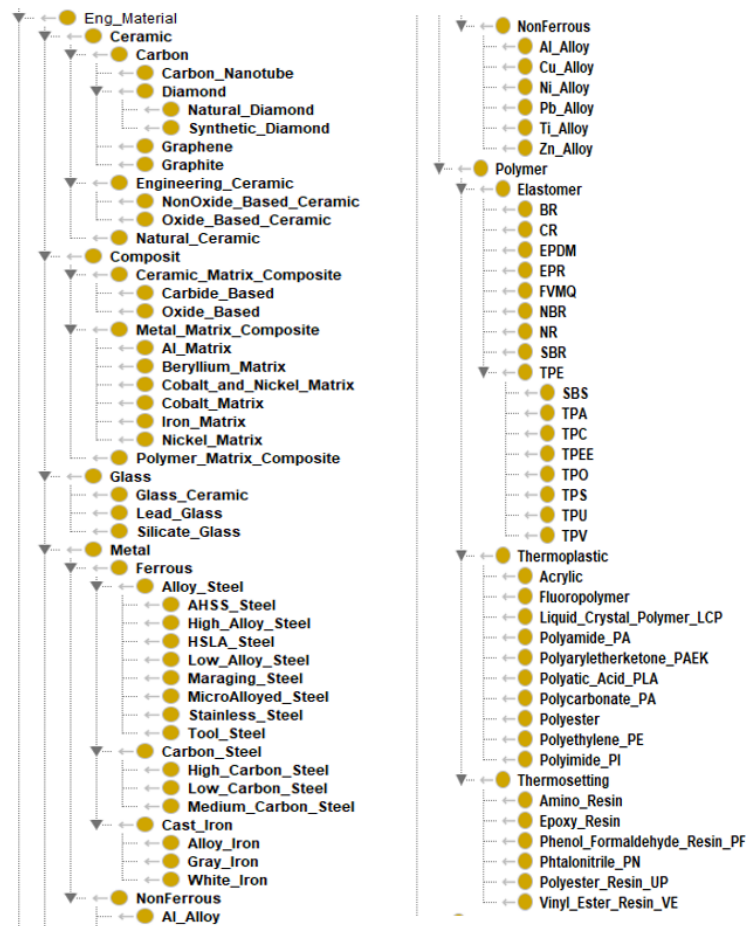 Eng_Material
Ceramic
Carbon
Carbon_Nanotube
Diamond
Natural_Diamond
Synthetic_Diamond
Graphene
Graphite
Engineering_Ceramic
NonOxide_Based_Ceramic
Oxide_Based_Ceramic
Natural_Ceramic
Composit
Ceramic_Matrix_Composite
Carbide_Based
Oxide_Based
Metal_Matrix_Composite
Al_Matrix
Beryllium_Matrix
Cobalt_and_Nickel_Matrix
Cobalt_Matrix
Iron_Matrix
Nickel_Matrix
Polymer_Matrix_Composite
Glass
Glass_Ceramic
Lead_Glass
Silicate_Glass
Metal
Ferrous
Alloy_Steel
AHSS_Steel
High_Alloy_Steel
HSLA_Steel
Low_Alloy_Steel
Maraging_Steel
MicroAlloyed_Steel
Stainless_Steel
Tool_Steel
Carbon_Steel
High_Carbon_Steel
Low_Carbon_Steel
Medium_Carbon_Steel
Cast_Iron
Alloy_Iron
Gray_Iron
White_Iron
NonFerrous
Al_Alloy
NonFerrous
Al_Alloy
Cu_Alloy
Ni_Alloy
Pb_Alloy
Ti_Alloy
Zn_Alloy
Polymer
Elastomer
BR
CR
EPDM
EPR
FVMQ
NBR
NR
SBR
TPE
SBS
TPA
TPC
TPEE
TPO
TPS
TPU
TPV
Thermoplastic
Acrylic
Fluoropolymer
Liquid_Crystal_Polymer_LCP
Polyamide_PA
Polyaryletherketone_PAEK
Polyatic_Acid_PLA
Polycarbonate_PA
Polyester
Polyethylene_PE
Polyimide_PI
Thermosetting
Amino_Resin
Epoxy_Resin
Phenol_Formaldehyde_Resin_PF
Phtalonitrile_PN
Polyester_Resin_UP
Vinyl_Ester_Resin_VE